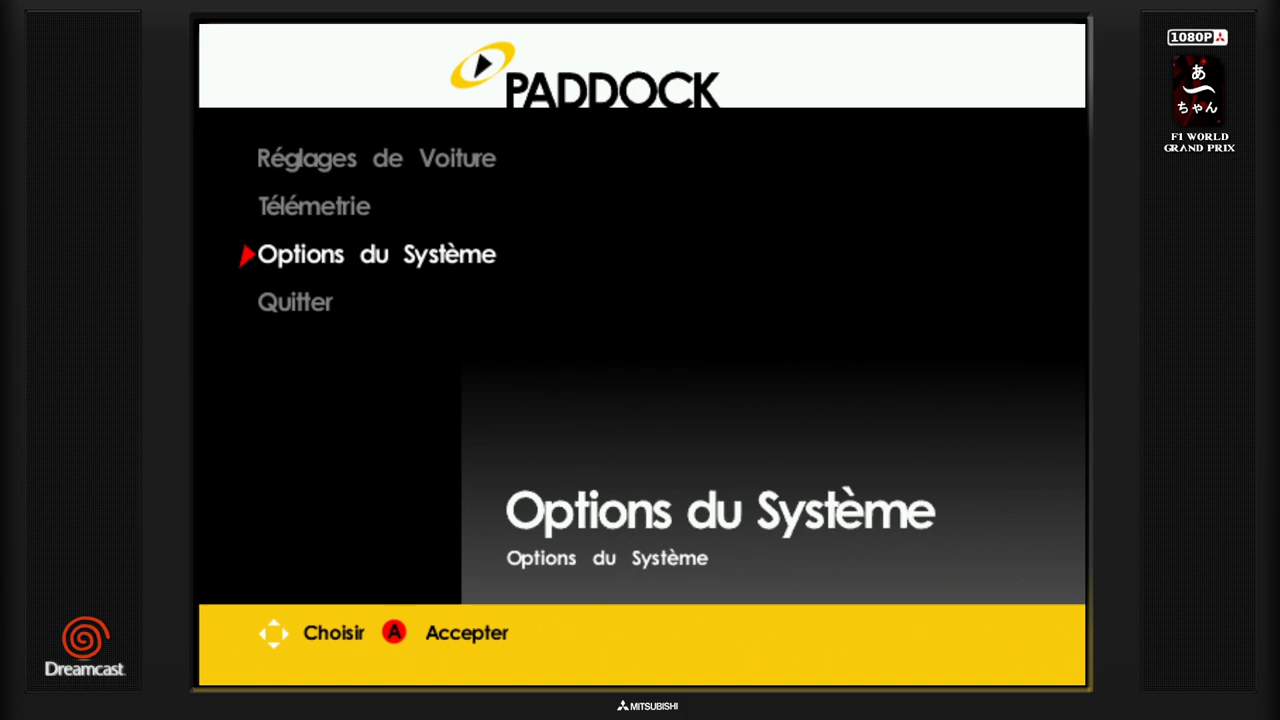 PADDOCK
Réglages de Voiture
Télémetrie
Options du Système
Quitter
Options du Système
Options du Système
Choisir A Accepter
1080P
あ
ー
ちゃん
F1 WORLD
GRAND PRIX
Dreamcast
MITSUBISHI